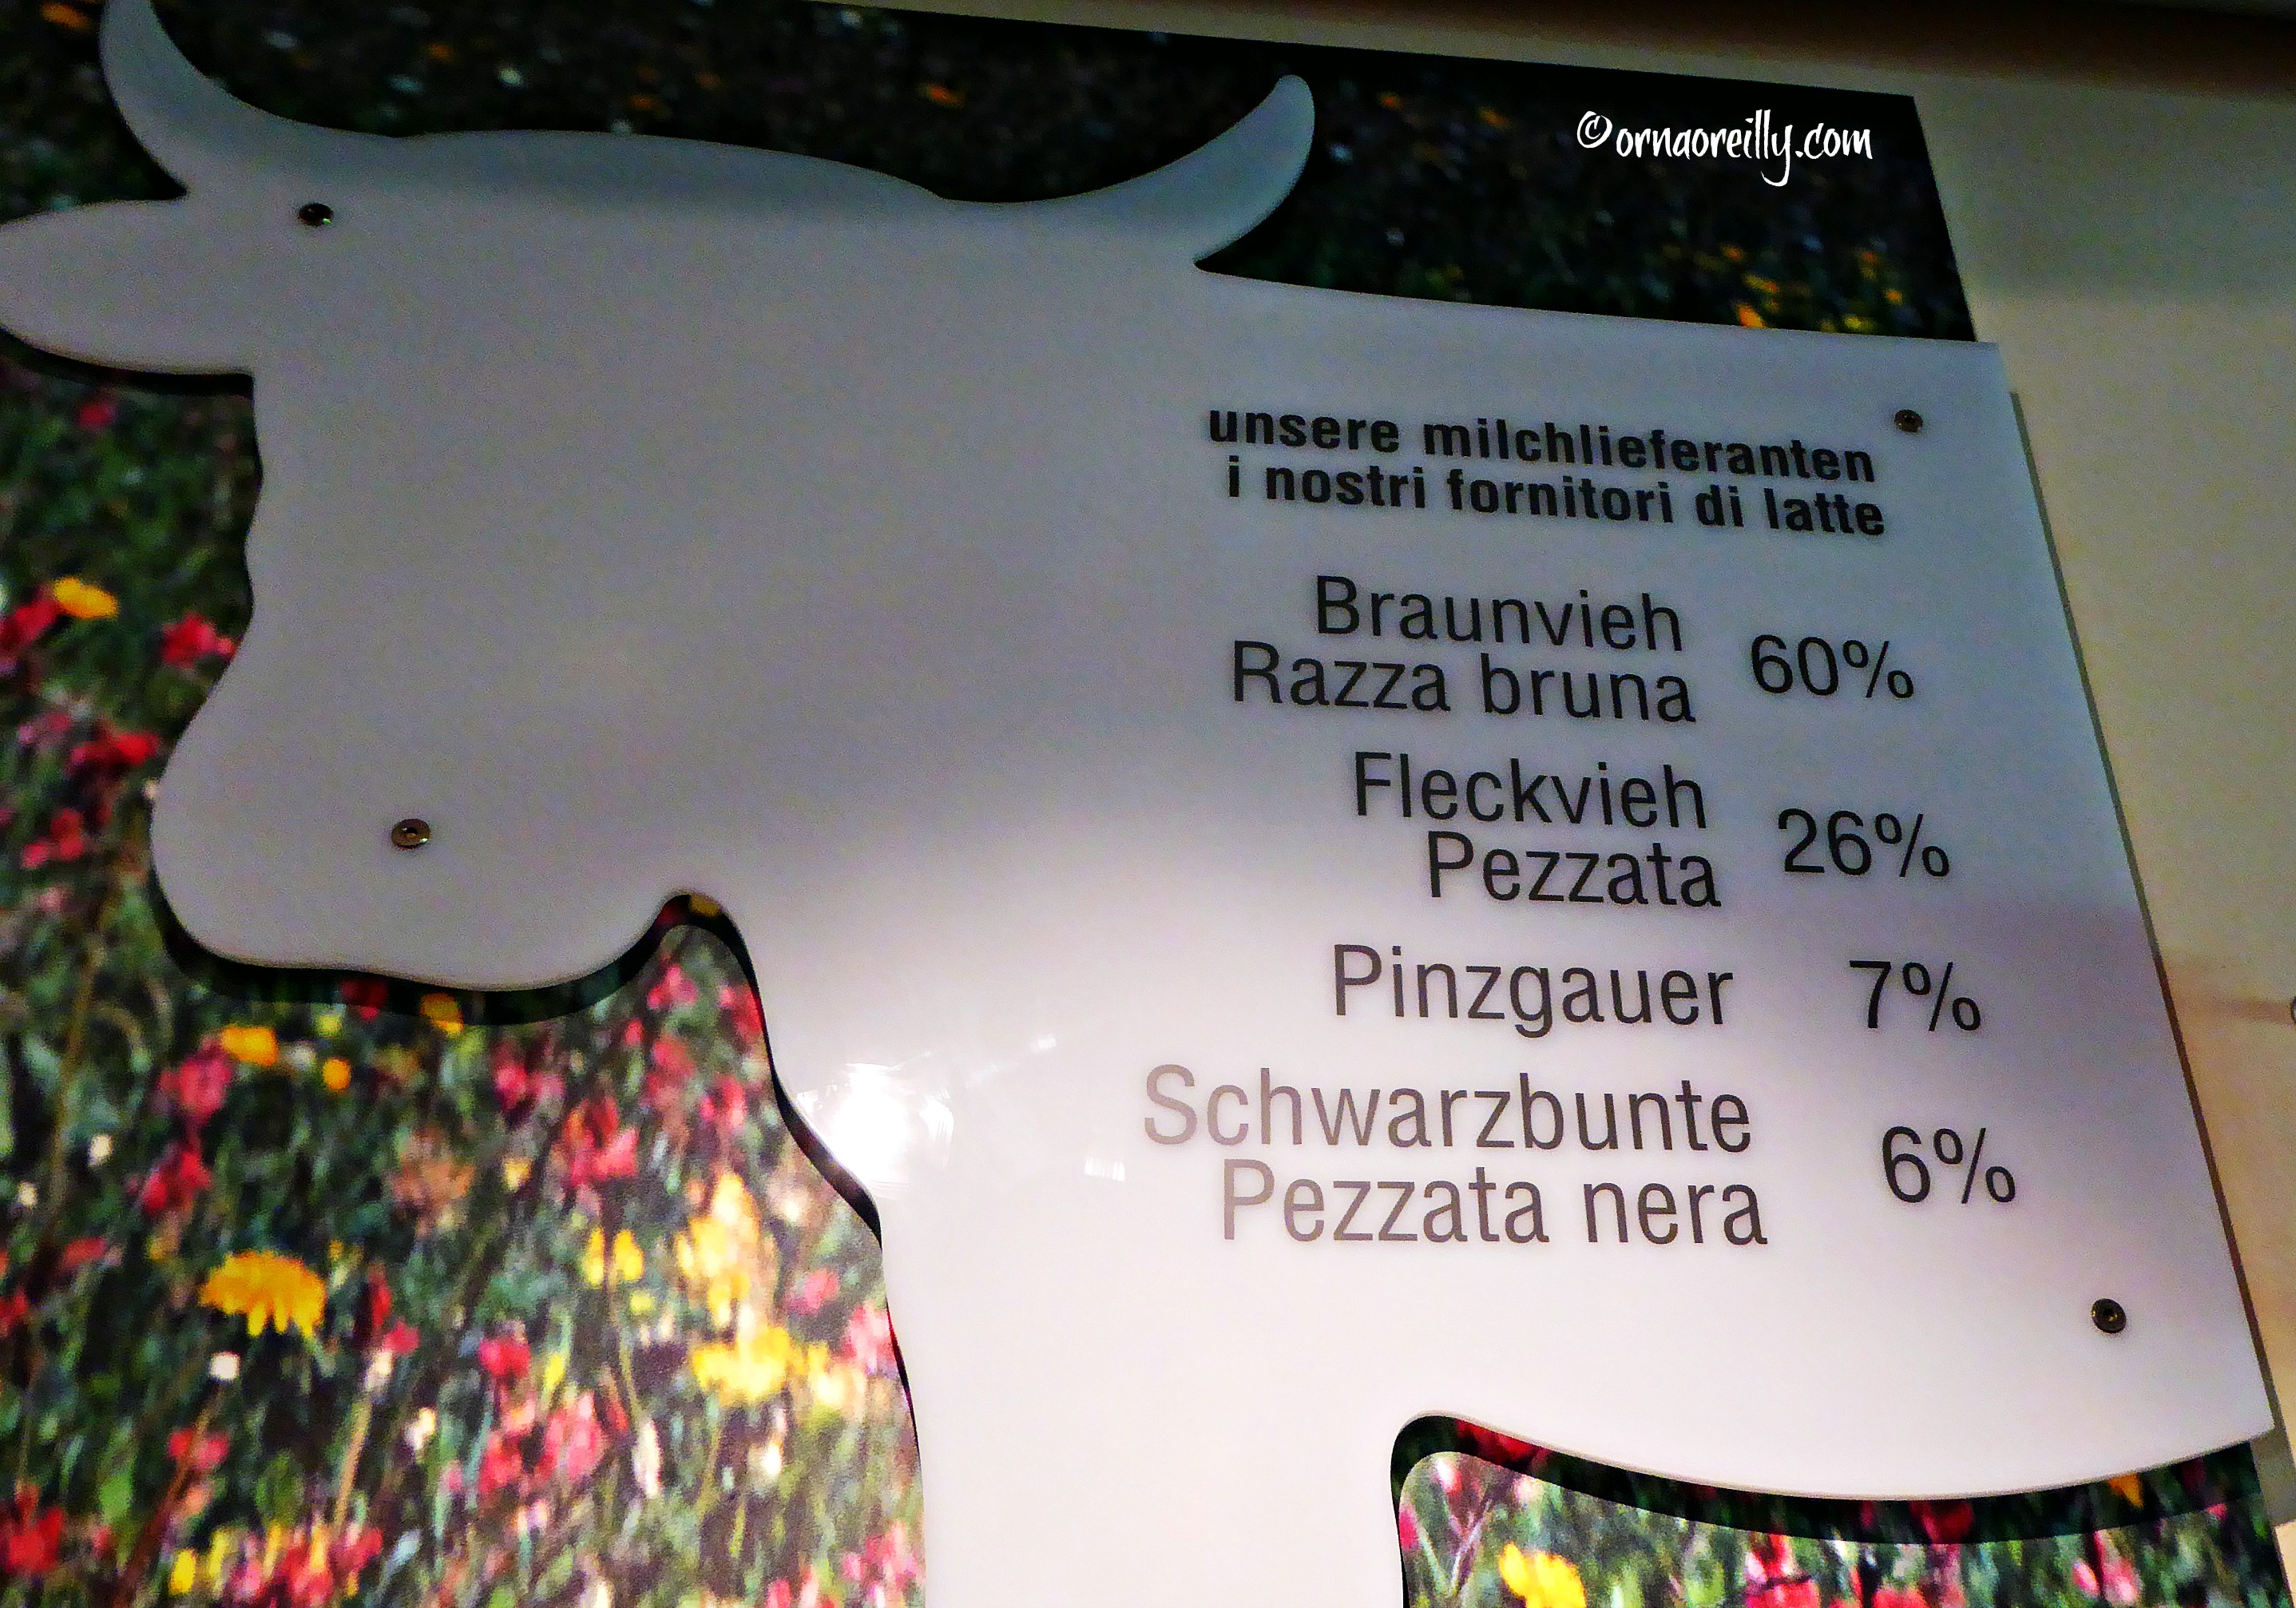 ©ornaoreilly.com
unsere milchlieferanten
i nostri fornitori di latte
Braunvieh
Razza bruna 60%
Fleckvieh
Pezzata 26%
Pinzgauer 7%
Schwarzbunte
Pezzata nera 6%